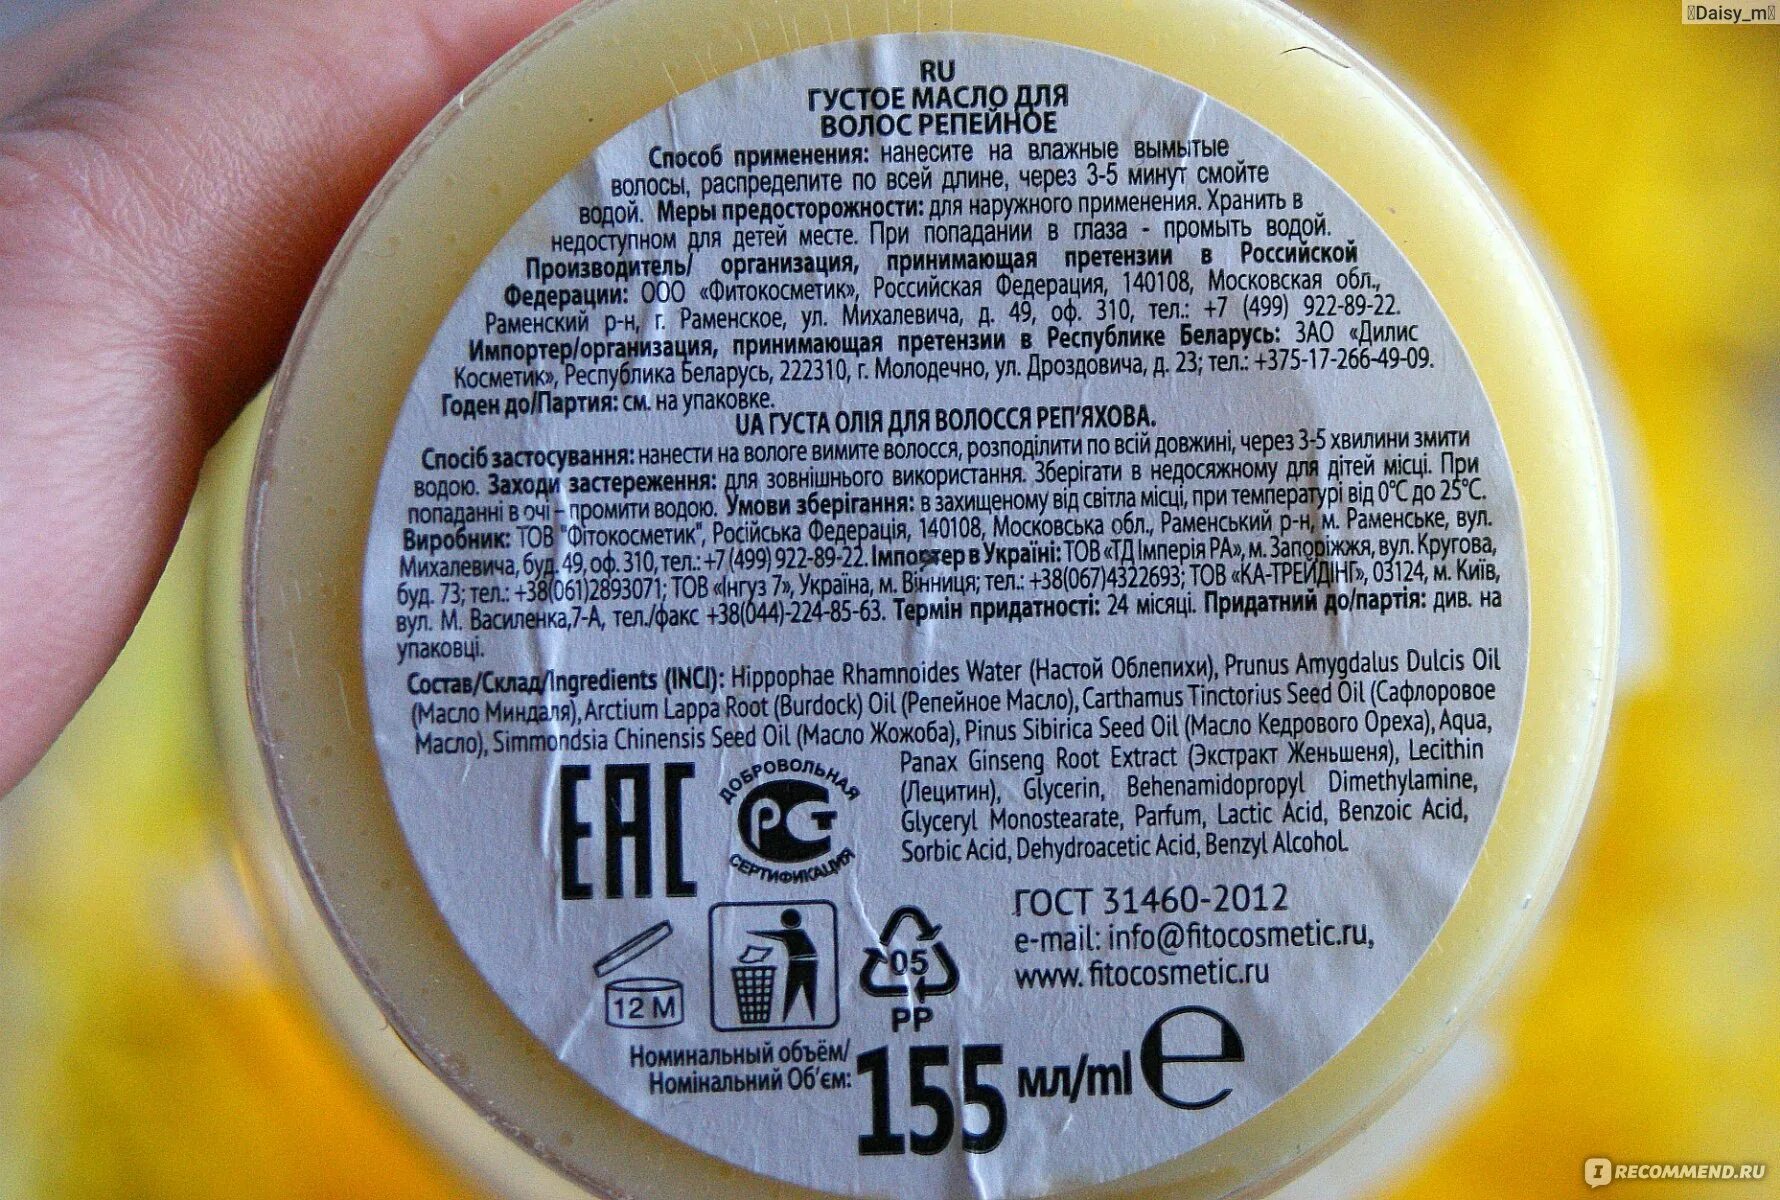 Daisy_m
RU
ГУСТОЕ МАСЛО ДЛЯ
ВОЛОС РЕПЕЙНОЕ
Способ применения: нанесите на влажные вымытые
волосы, распределите по всей длине, через 3-5 минут смойте
водой. Меры предосторожности: для наружного применения. Хранить в
недоступном для детей месте. При попадании в глаза - промыть водой.
Производитель/ организация, принимающая претензии в Российской
Федерации: ООО «Фитокосметик», Российская Федерация, 140108, Московская обл.,
Раменский р-н, г. Раменское, ул. Михалевича, д. 49, оф. 310, тел.: +7 (499) 922-89-22.
Импортер/организация, принимающая претензии в Республике Беларусь: ЗАО «Дилис
Косметик», Республика Беларусь, 222310, г. Молодечно, ул. Дроздовича, д. 23; тел.: +375-17-266-49-09.
Годен до/Партия: см. на упаковке.
UA ГУСТА ОЛІЯ ДЛЯ ВОЛОССЯ РЕП'ЯХОВА.
Спосіб застосування: нанести на вологе вимите волосся, розподілити по всій довжині, через 3-5 хвилини змити
водою. Заходи застереження: для зовнішнього використання. Зберігати в недосяжному для дітей місці. При
попаданні в очі – промити водою. Умови зберігання: в захищеному від світла місці, при температурі від 0°С до 25°С.
Виробник: ТОВ "Фітокосметик", Російська Федерація, 140108, Московська обл., Раменський р-н, м. Раменське, вул.
Михалевича, буд. 49, оф. 310, тел.: +7 (499) 922-89-22. Імпортер в Україні: ТОВ «ТД Імперія РА», м. Запоріжжя, вул. Кругова,
буд. 73; тел.: +38(061)2893071; ТОВ «Інгуз 7», Україна, м. Вінниця; тел.: +38(067)4322693; ТОВ «КА-ТРЕЙДІНГ», 03124, м. Київ,
вул. М. Василенка,7-А, тел./факс +38(044)-224-85-63. Термін придатності: 24 місяці. Придатний до/партія: див. на
упаковці.
Состав/Склад/Ingredients (INCI): Hippophae Rhamnoides Water (Настой Облепихи), Prunus Amygdalus Dulcis Oil
(Масло Миндаля), Arctium Lappa Root (Burdock) Oil (Репейное Масло), Carthamus Tinctorius Seed Oil (Сафлоровое
Масло), Simmondsia Chinensis Seed Oil (Масло Жожоба), Pinus Sibirica Seed Oil (Масло Кедрового Ореха), Aqua,
Panax Ginseng Root Extract (Экстракт Женьшеня), Lecithin
(Лецитин), Glycerin, Behenamidopropyl Dimethylamine,
Glyceryl Monostearate, Parfum, Lactic Acid, Benzoic Acid,
Sorbic Acid, Dehydroacetic Acid, Benzyl Alcohol.
EAC
ДОБРОВОЛЬНАЯ
РСТ
СЕРТИФИКАЦИЯ
ГОСТ 31460-2012
e-mail: info@fitocosmetic.ru,
www.fitocosmetic.ru
12 M
05
PP
Номинальный объём/
Номінальний Об'єм:
155 мл/ml e
IRECOMMEND.RU